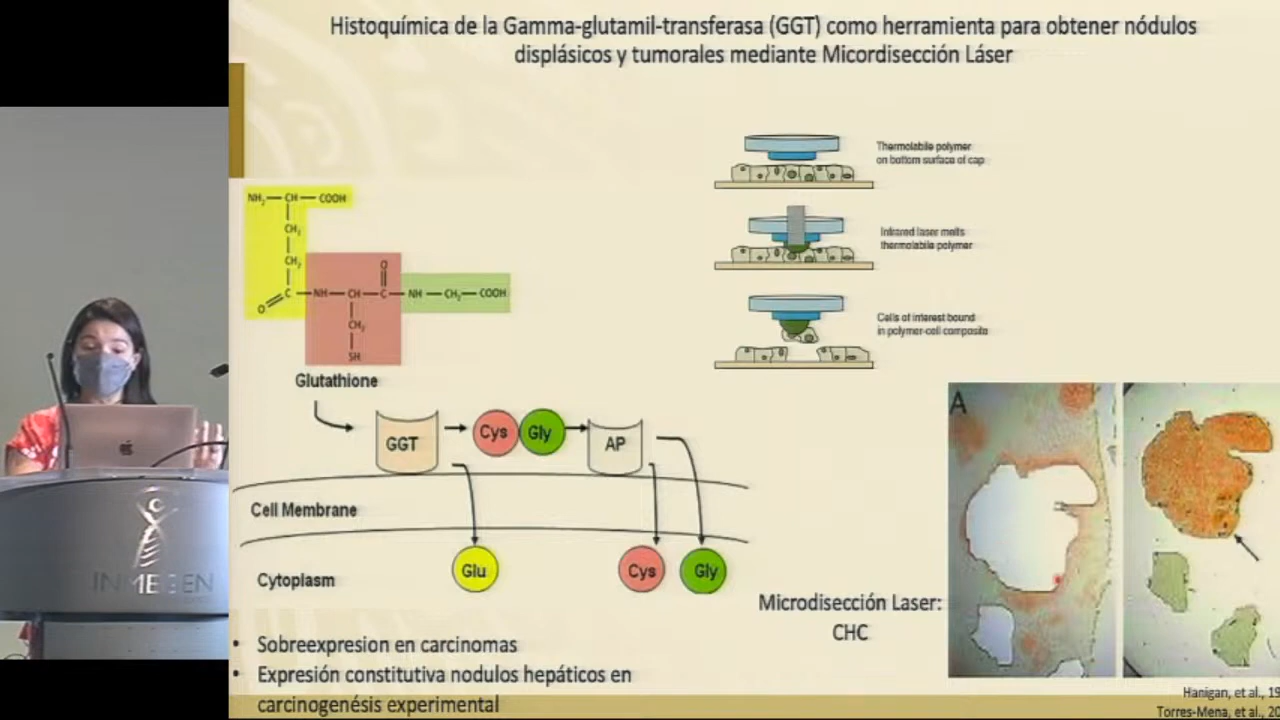 Histoquímica de la Gamma-glutamil-transferasa (GGT) como herramienta para obtener nódulos
displásicos y tumorales mediante Micordisección Láser
Thermolabile polymer
on bottom surface of cap
Infrared laser melts
thermolabile polymer
Cells of interest bound
in polymer-cell composite
NH₂ CH COOH
CH₂
CH₂
O C NH CH C NH CH₂ COOH
O
CH₂
SH
Glutathione
GGT Cys Gly AP
Cell Membrane
Cytoplasm
Glu Cys Gly
A
Microdisección Laser:
CHC
• Sobreexpresion en carcinomas
• Expresión constitutiva nodulos hepáticos en
carcinogenésis experimental
Hanigan, et al., 19
Torres-Mena, et al., 20
INMEGEN